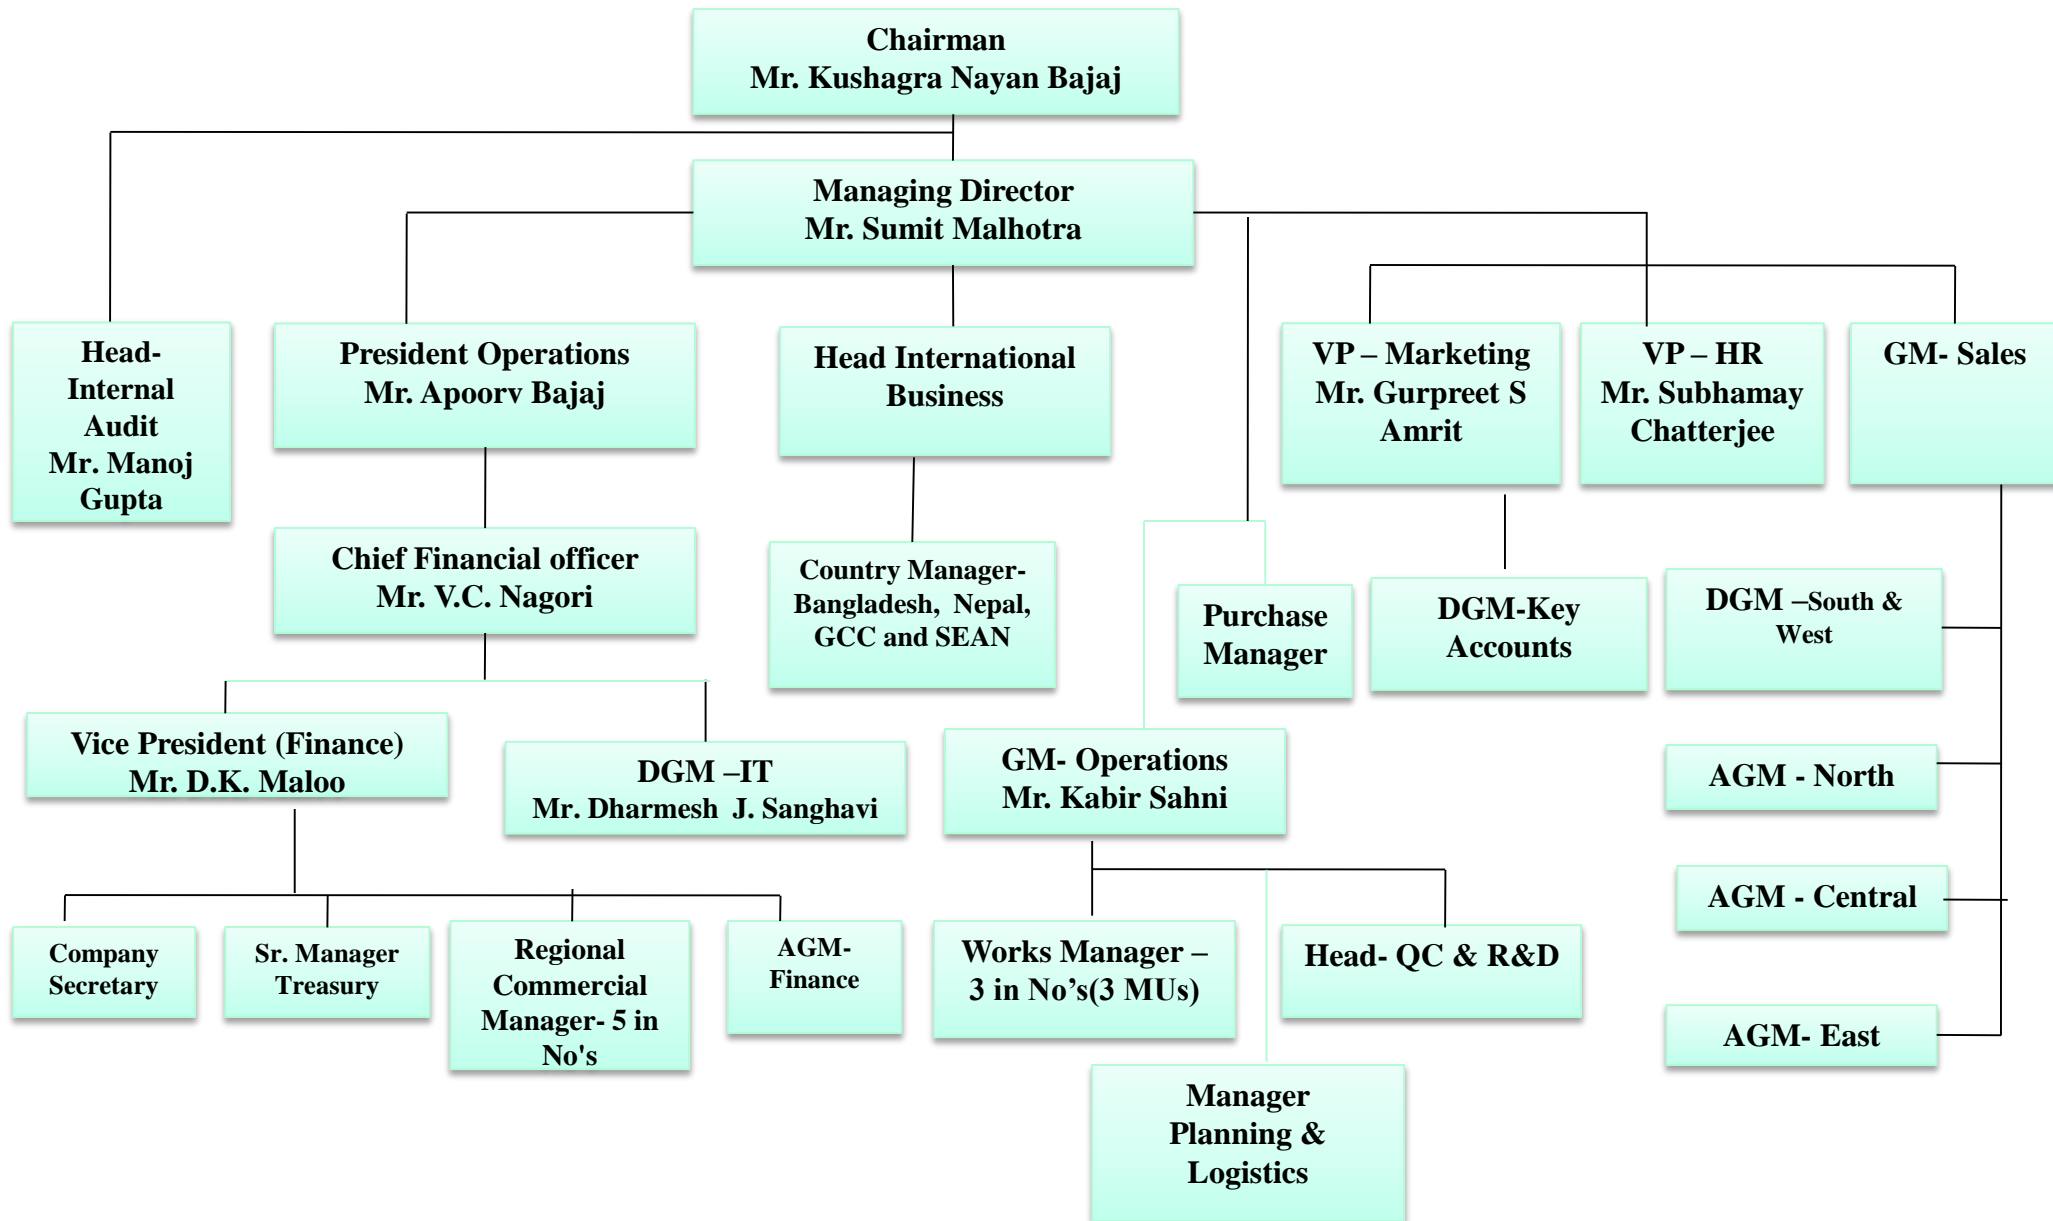 Chairman
Mr. Kushagra Nayan Bajaj
Managing Director
Mr. Sumit Malhotra
Head-
Internal
Audit
Mr. Manoj
Gupta
President Operations
Mr. Apoorv Bajaj
Head International
Business
VP – Marketing
Mr. Gurpreet S
Amrit
VP – HR
Mr. Subhamay
Chatterjee
GM- Sales
Chief Financial officer
Mr. V.C. Nagori
Country Manager-
Bangladesh, Nepal,
GCC and SEAN
Purchase
Manager
DGM-Key
Accounts
DGM –South &
West
Vice President (Finance)
Mr. D.K. Maloo
DGM –IT
Mr. Dharmesh J. Sanghavi
GM- Operations
Mr. Kabir Sahni
AGM - North
AGM - Central
Company
Secretary
Sr. Manager
Treasury
Regional
Commercial
Manager- 5 in
No's
AGM-
Finance
Works Manager –
3 in No’s(3 MUs)
Head- QC & R&D
AGM- East
Manager
Planning &
Logistics